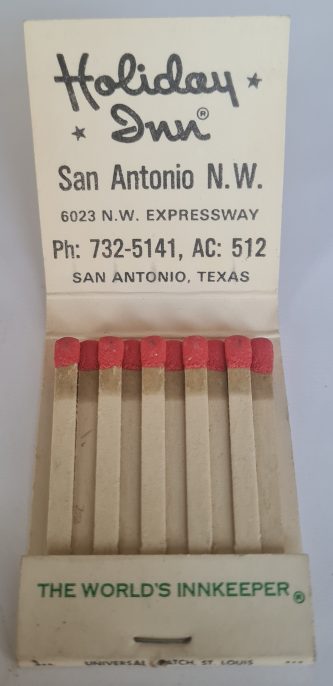 Holiday
Inn®
San Antonio N.W.
6023 N.W. EXPRESSWAY
Ph: 732-5141, AC: 512
SAN ANTONIO, TEXAS
THE WORLD'S INNKEEPER®
UNIVERSAL MATCH, ST. LOUIS